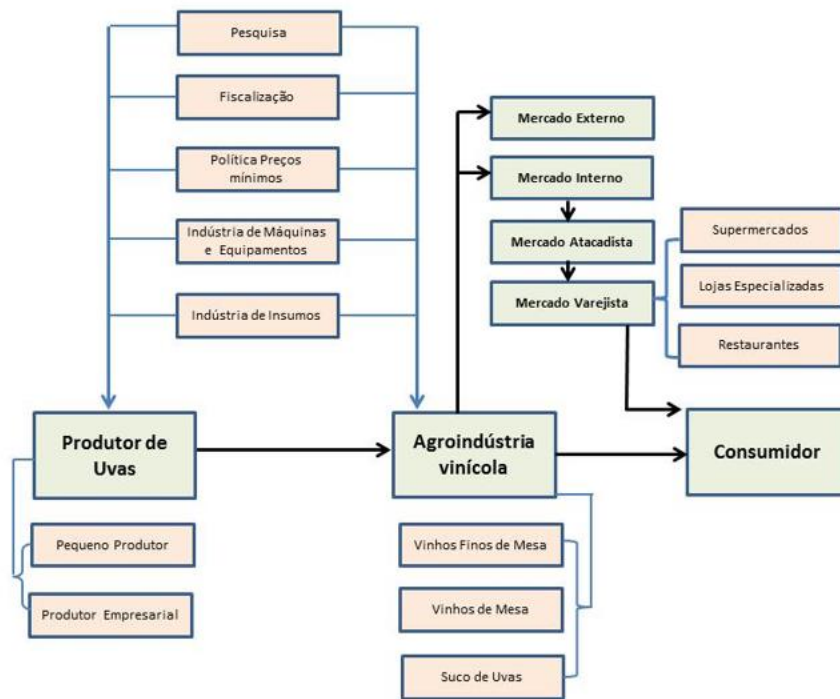 Pesquisa
Fiscalização
Política Preços
mínimos
Indústria de Máquinas
e Equipamentos
Indústria de Insumos
Mercado Externo
Mercado Interno
Mercado Atacadista
Mercado Varejista
Supermercados
Lojas Especializadas
Restaurantes
Produtor de
Uvas
Agroindústria
vinícola
Consumidor
Pequeno Produtor
Produtor Empresarial
Vinhos Finos de Mesa
Vinhos de Mesa
Suco de Uvas